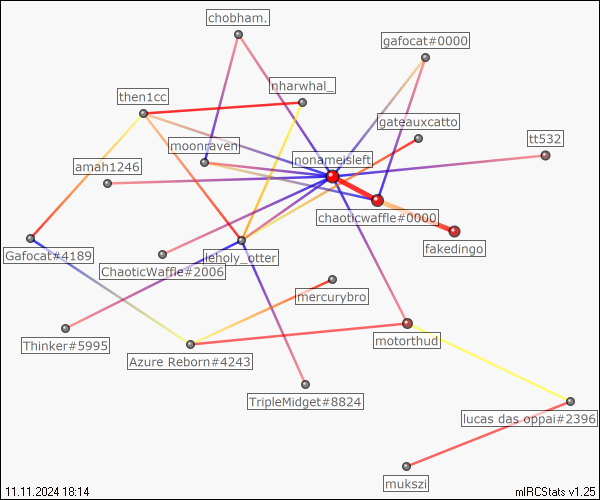 chobham.
gafocat#0000
nharwhal_
then1cc
gateauxcatto
tt532
moonraven
nonameisleft
amah1246
chaoticwaffle#0000
fakedingo
Gafocat#4189
leholy_otter
ChaoticWaffle#2006
mercurybro
Thinker#5995
motorthud
Azure Reborn#4243
TripleMidget#8824
lucas das oppai#2396
mukszi
11.11.2024 18:14
mIRCStats v1.25